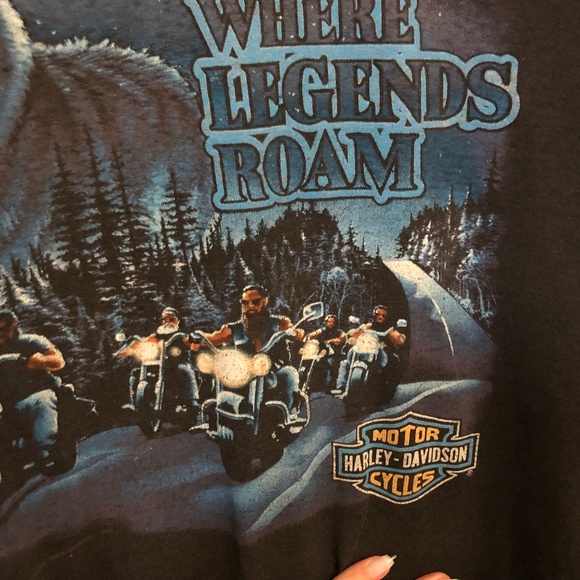 WHERE
LEGENDS
ROAM
MOTOR
HARLEY-DAVIDSON
CYCLES
®